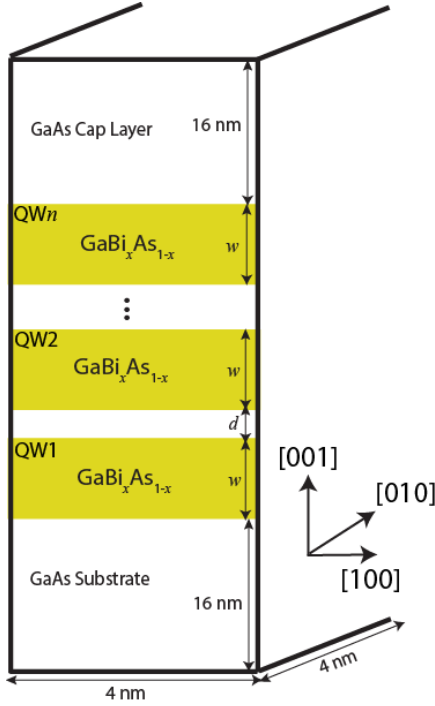 GaAs Cap Layer
16 nm
QWn
GaBiₓAs₁₋ₓ
w
⋮
QW2
GaBiₓAs₁₋ₓ
w
d
QW1
GaBiₓAs₁₋ₓ
w
[001]
[010]
[100]
GaAs Substrate
16 nm
4 nm
4 nm